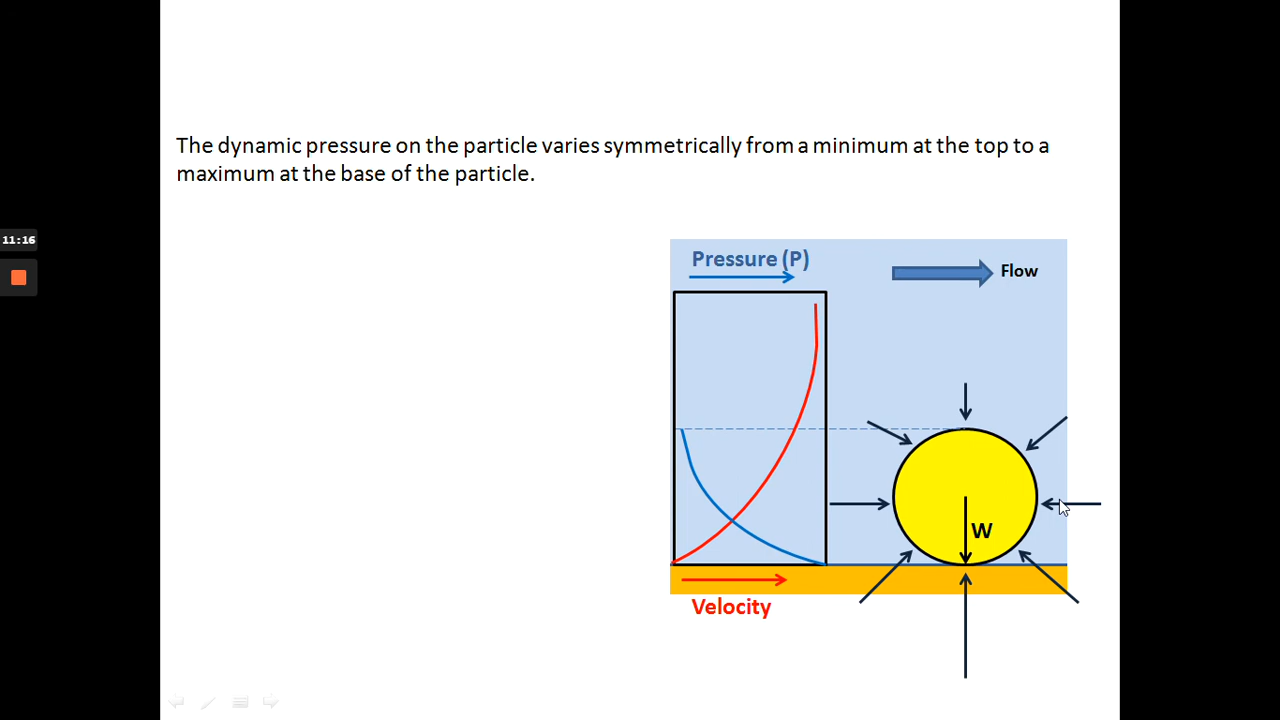 The dynamic pressure on the particle varies symmetrically from a minimum at the top to a
maximum at the base of the particle.
11:16
Pressure (P)
Flow
W
Velocity